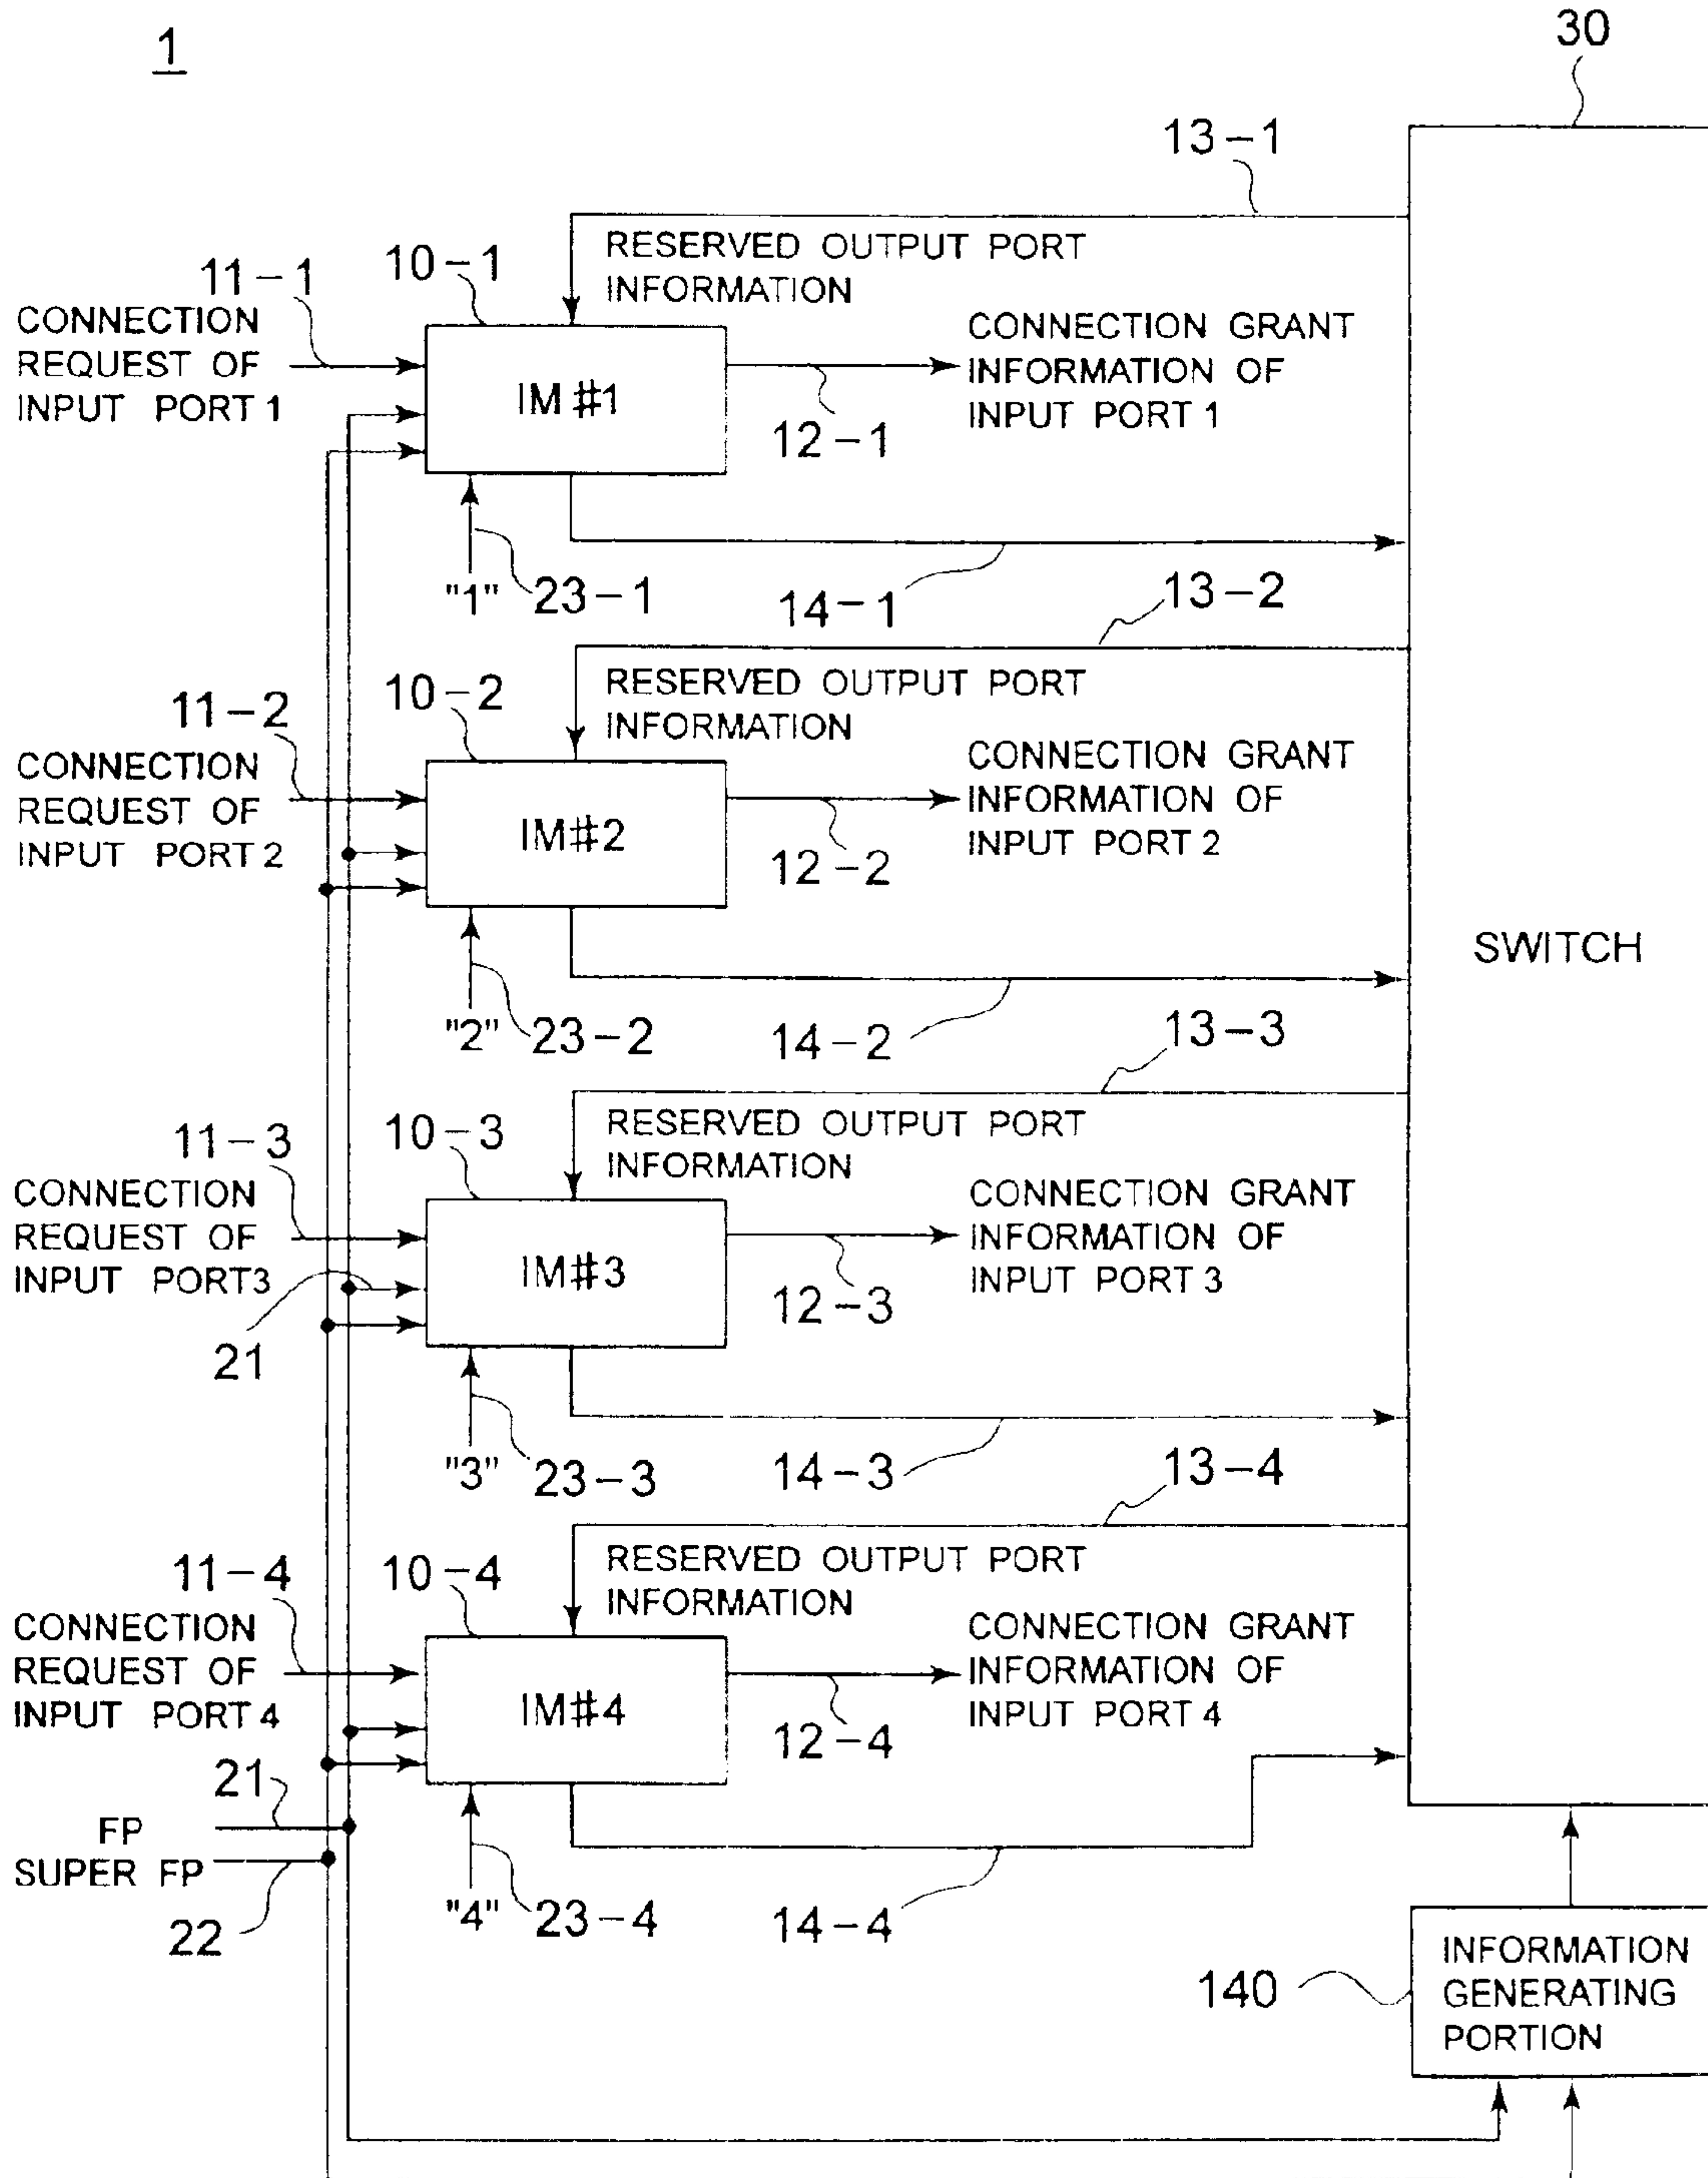 1
30
13-1
RESERVED OUTPUT PORT
INFORMATION
10-1
11-1
CONNECTION
REQUEST OF
INPUT PORT 1
IM #1
CONNECTION GRANT
INFORMATION OF
INPUT PORT 1
12-1
"1"
23-1
14-1
13-2
RESERVED OUTPUT PORT
INFORMATION
10-2
11-2
CONNECTION
REQUEST OF
INPUT PORT 2
IM#2
CONNECTION GRANT
INFORMATION OF
INPUT PORT 2
12-2
SWITCH
"2"
23-2
14-2
13-3
RESERVED OUTPUT PORT
INFORMATION
10-3
11-3
CONNECTION
REQUEST OF
INPUT PORT3
IM#3
CONNECTION GRANT
INFORMATION OF
INPUT PORT 3
12-3
21
"3"
23-3
14-3
13-4
RESERVED OUTPUT PORT
INFORMATION
10-4
11-4
CONNECTION
REQUEST OF
INPUT PORT 4
IM#4
CONNECTION GRANT
INFORMATION OF
INPUT PORT 4
12-4
21
FP
SUPER FP
22
"4"
23-4
14-4
140
INFORMATION
GENERATING
PORTION